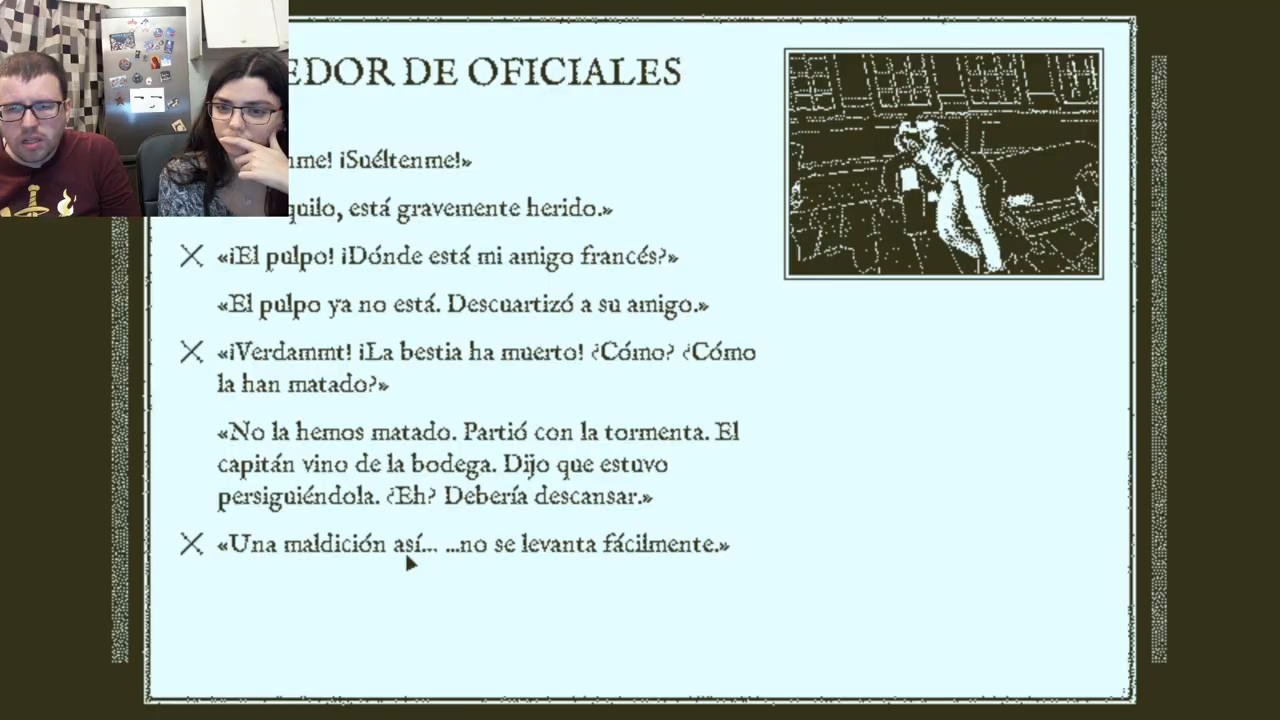 EDOR DE OFICIALES
nme! ¡Suéltenme!»
quilo, está gravemente herido.»
«¡El pulpo! ¡Dónde está mi amigo francés?»
«El pulpo ya no está. Descuartizó a su amigo.»
«¡Verdammt! ¡La bestia ha muerto! ¿Cómo? ¿Cómo
la han matado?»
«No la hemos matado. Partió con la tormenta. El
capitán vino de la bodega. Dijo que estuvo
persiguiéndola. ¿Eh? Debería descansar.»
«Una maldición así... ...no se levanta fácilmente.»